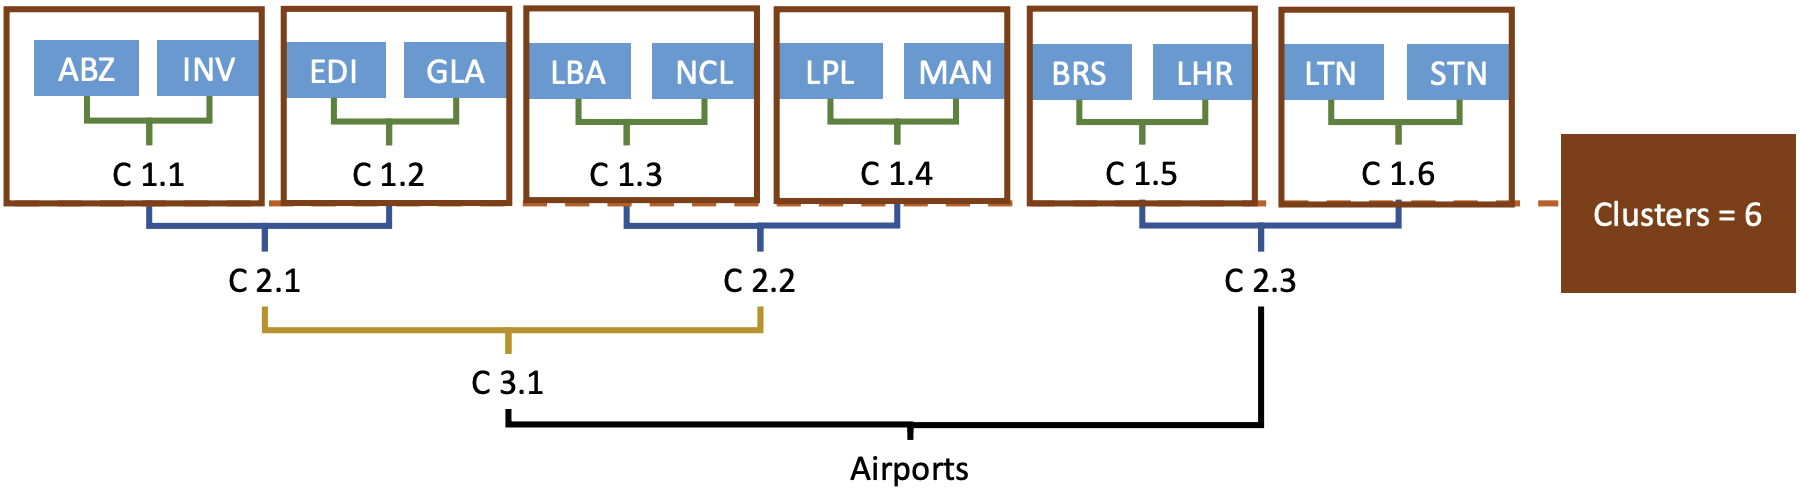 ABZ INV EDI GLA LBA NCL LPL MAN BRS LHR LTN STN
C 1.1 C 1.2 C 1.3 C 1.4 C 1.5 C 1.6
Clusters = 6
C 2.1 C 2.2 C 2.3
C 3.1
Airports